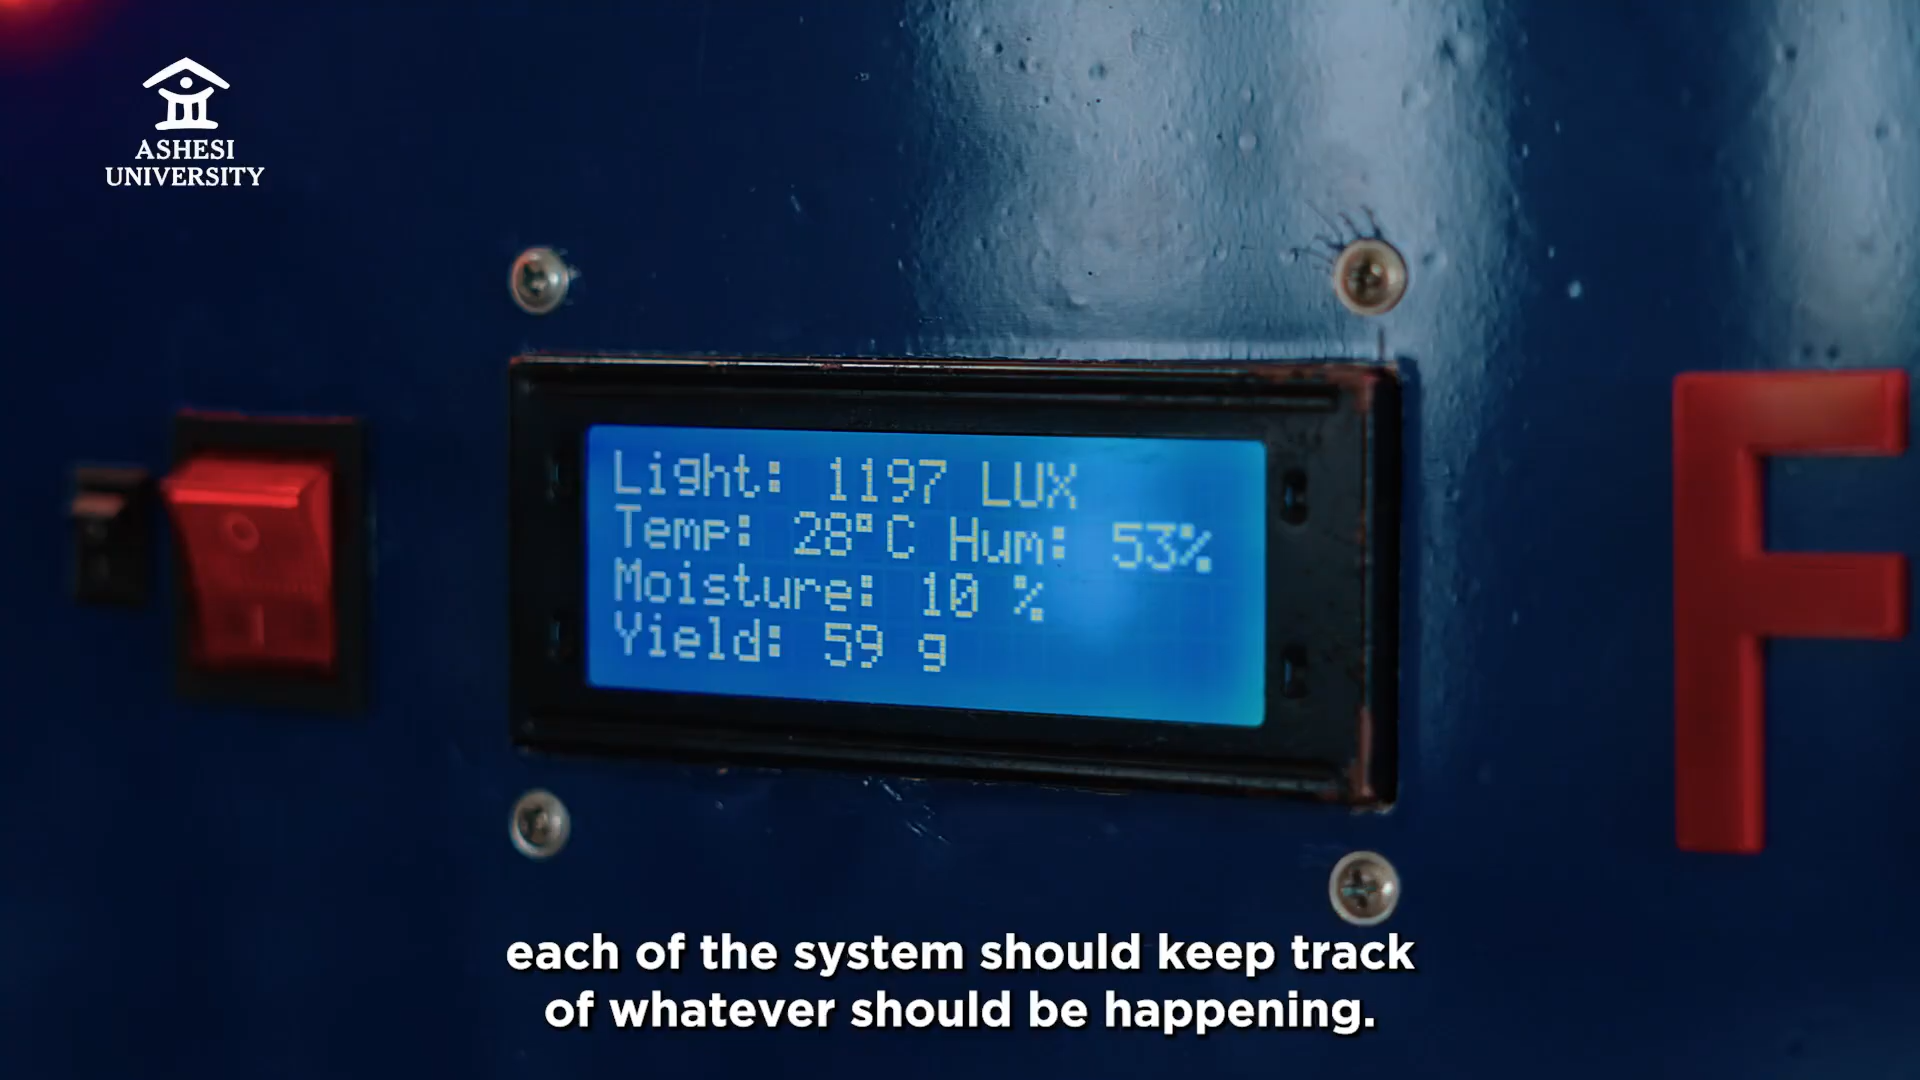 ASHESI
UNIVERSITY
Light: 1197 LUX
Temp: 28°C Hum: 53%
Moisture: 10 %
Yield: 59 g
F
each of the system should keep track
of whatever should be happening.